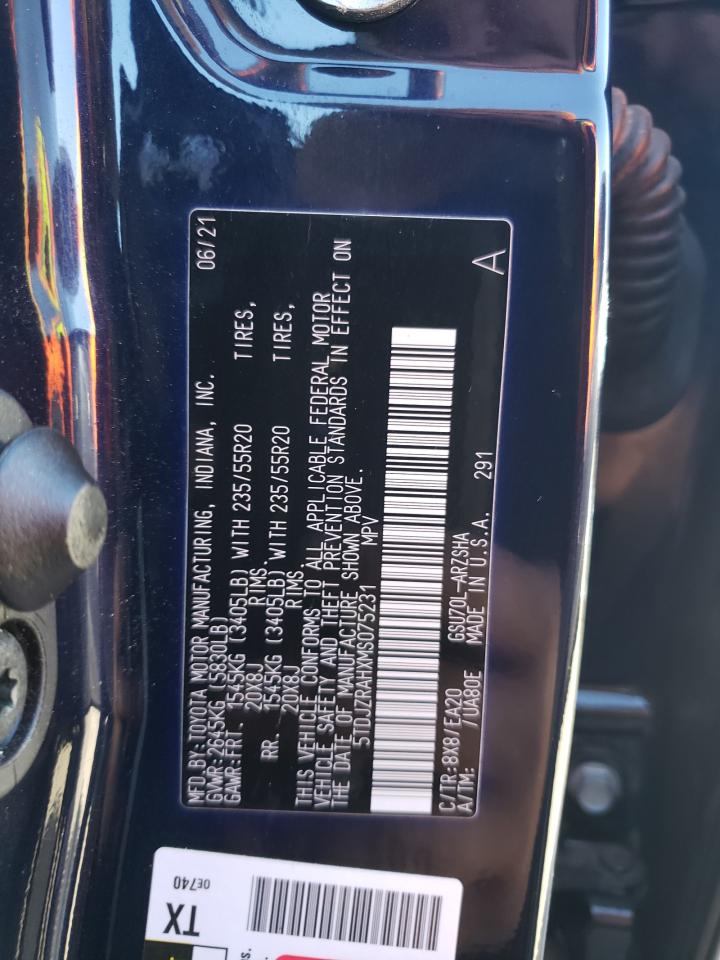 MFD.BY:TOYOTA MOTOR MANUFACTURING, INDIANA, INC. 06/21
GVWR:2645KG (5830LB)
GAWR:FRT. 1545KG (3405LB) WITH 235/55R20 TIRES,
20X8J RIMS.
RR. 1545KG (3405LB) WITH 235/55R20 TIRES,
20X8J RIMS.
THIS VEHICLE CONFORMS TO ALL APPLICABLE FEDERAL MOTOR
VEHICLE SAFETY AND THEFT PREVENTION STANDARDS IN EFFECT ON
THE DATE OF MANUFACTURE SHOWN ABOVE.
5TDJZRAHXMS075231 MPV
C/TR:8X8/EA20 GSU70L-ARZSHA
A/TM: /UA80E MADE IN U.S.A. 291 A
0E740
TX